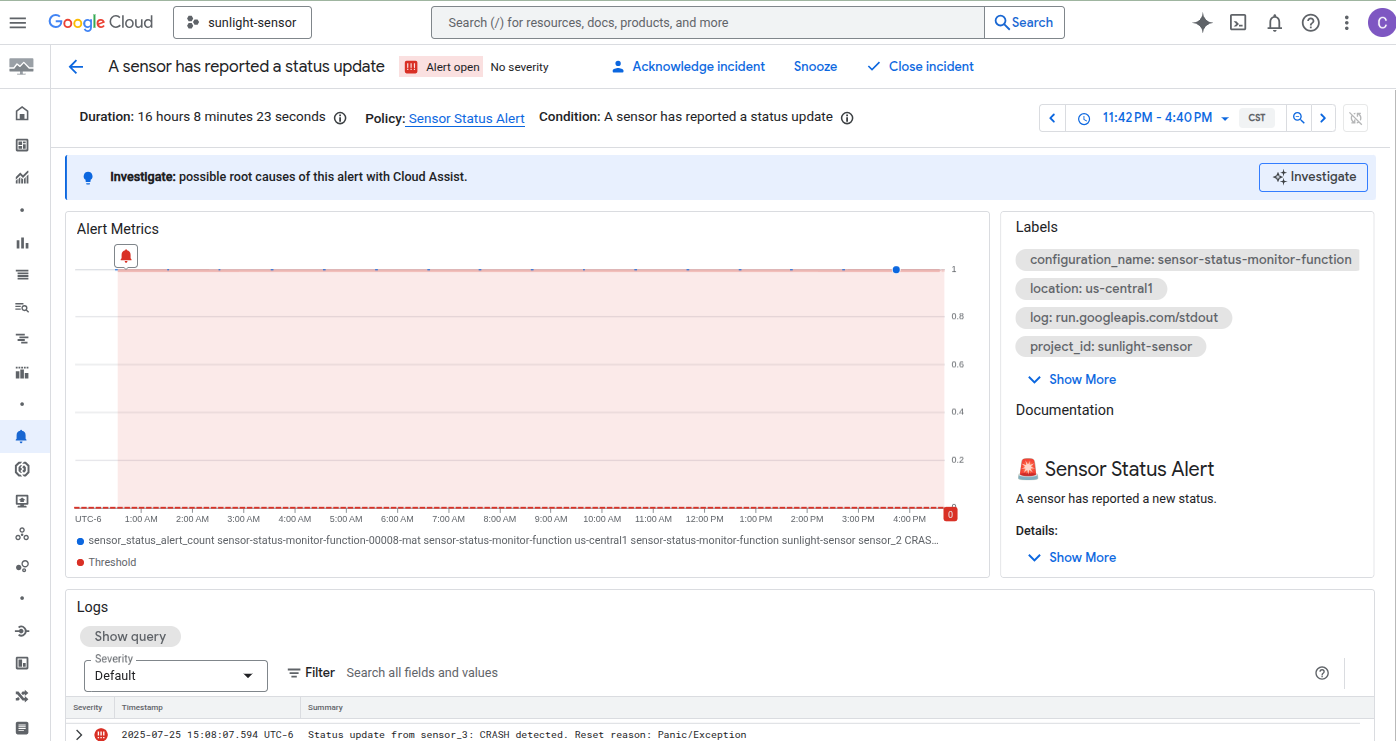 Google Cloud
sunlight-sensor
Search (/) for resources, docs, products, and more
Search
C
A sensor has reported a status update
Alert open
No severity
Acknowledge incident
Snooze
Close incident
Duration: 16 hours 8 minutes 23 seconds
Policy: Sensor Status Alert
Condition: A sensor has reported a status update
11:42 PM - 4:40 PM
CST
Investigate: possible root causes of this alert with Cloud Assist.
Investigate
Alert Metrics
1
0.8
0.6
0.4
0.2
0
0
UTC-6
1:00 AM
2:00 AM
3:00 AM
4:00 AM
5:00 AM
6:00 AM
7:00 AM
8:00 AM
9:00 AM
10:00 AM
11:00 AM
12:00 PM
1:00 PM
2:00 PM
3:00 PM
4:00 PM
sensor_status_alert_count sensor-status-monitor-function-00008-mat sensor-status-monitor-function us-central1 sensor-status-monitor-function sunlight-sensor sensor_2 CRAS...
Threshold
Labels
configuration_name: sensor-status-monitor-function
location: us-central1
log: run.googleapis.com/stdout
project_id: sunlight-sensor
Show More
Documentation
🚨 Sensor Status Alert
A sensor has reported a new status.
Details:
Show More
Logs
Show query
Severity
Default
Filter
Search all fields and values
Severity
Timestamp
Summary
2025-07-25 15:08:07.594 UTC-6
Status update from sensor_3: CRASH detected. Reset reason: Panic/Exception